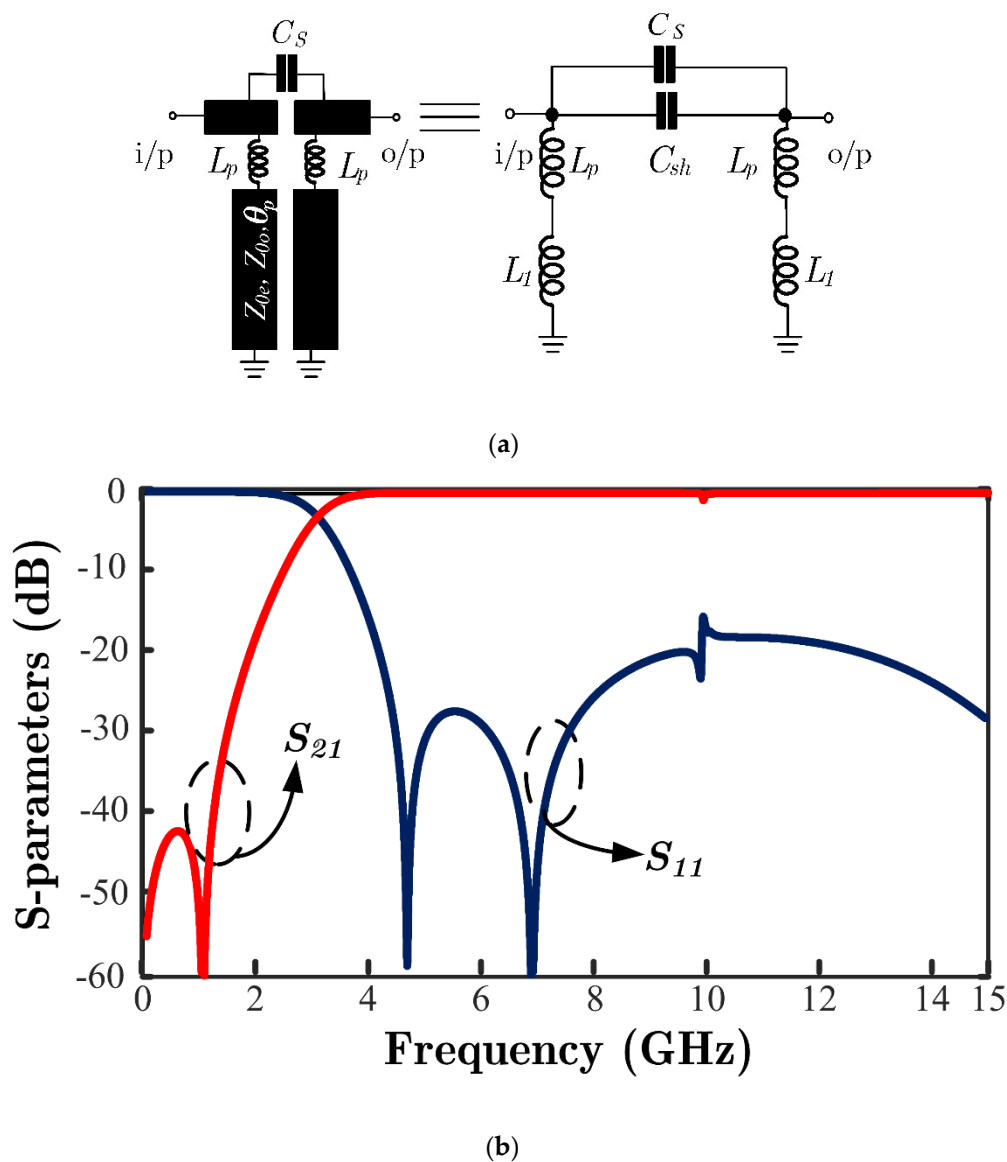 C_S C_S
i/p L_p L_p o/p i/p L_p C_sh L_p o/p
Z_0e, Z_0o, θ_p
L_1 L_1
(a)
S-parameters (dB)
0
-10
-20
-30
-40
-50
-60
S_21
S_11
0 2 4 6 8 10 12 14 15
Frequency (GHz)
(b)